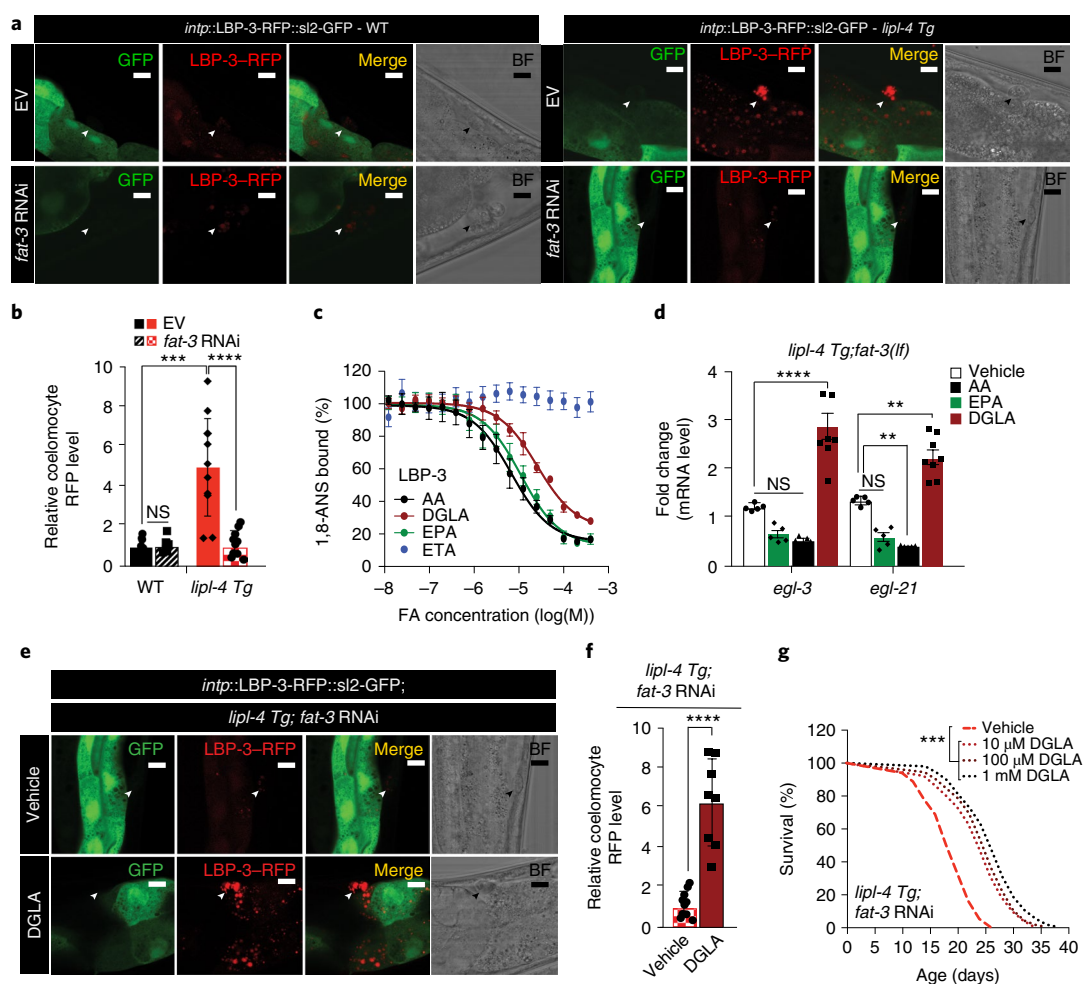 a
intp::LBP-3-RFP::sl2-GFP - WT
intp::LBP-3-RFP::sl2-GFP - lipl-4 Tg
EV
GFP
LBP-3–RFP
Merge
BF
EV
GFP
LBP-3–RFP
Merge
BF
fat-3 RNAi
GFP
LBP-3–RFP
Merge
BF
fat-3 RNAi
GFP
LBP-3–RFP
Merge
BF
b
EV
fat-3 RNAi
Relative coelomocyte
RFP level
10
8
6
4
2
0
***
****
NS
WT
lipl-4 Tg
c
1,8-ANS bound (%)
120
100
80
60
40
20
0
LBP-3
AA
DGLA
EPA
ETA
–8
–7
–6
–5
–4
–3
FA concentration (log(M))
d
lipl-4 Tg;fat-3(lf)
Vehicle
AA
EPA
DGLA
Fold change
(mRNA level)
4
3
2
1
0
****
NS
**
**
NS
egl-3
egl-21
e
intp::LBP-3-RFP::sl2-GFP;
lipl-4 Tg; fat-3 RNAi
Vehicle
GFP
LBP-3–RFP
Merge
BF
DGLA
GFP
LBP-3–RFP
Merge
BF
f
lipl-4 Tg;
fat-3 RNAi
Relative coelomocyte
RFP level
10
8
6
4
2
0
****
Vehicle
DGLA
g
Survival (%)
120
100
80
60
40
20
0
***
Vehicle
10 μM DGLA
100 μM DGLA
1 mM DGLA
lipl-4 Tg;
fat-3 RNAi
0
5
10
15
20
25
30
35
40
Age (days)